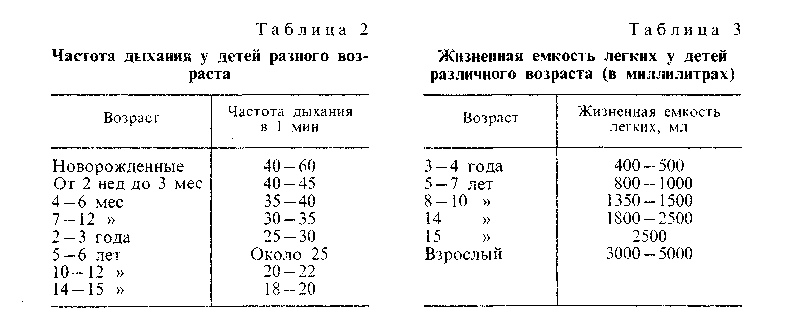 Таблица 2
Частота дыхания у детей разного воз-
раста
Возраст Частота дыхания
в 1 мин
Новорожденные 40—60
От 2 нед до 3 мес 40—45
4—6 мес 35—40
7—12 » 30—35
2—3 года 25—30
5—6 лет Около 25
10—12 » 20—22
14—15 » 18—20
Таблица 3
Жизненная емкость легких у детей
различного возраста (в миллилитрах)
Возраст Жизненная емкость
легких, мл
3—4 года 400—500
5—7 лет 800—1000
8—10 » 1350—1500
14 » 1800—2500
15 » 2500
Взрослый 3000—5000